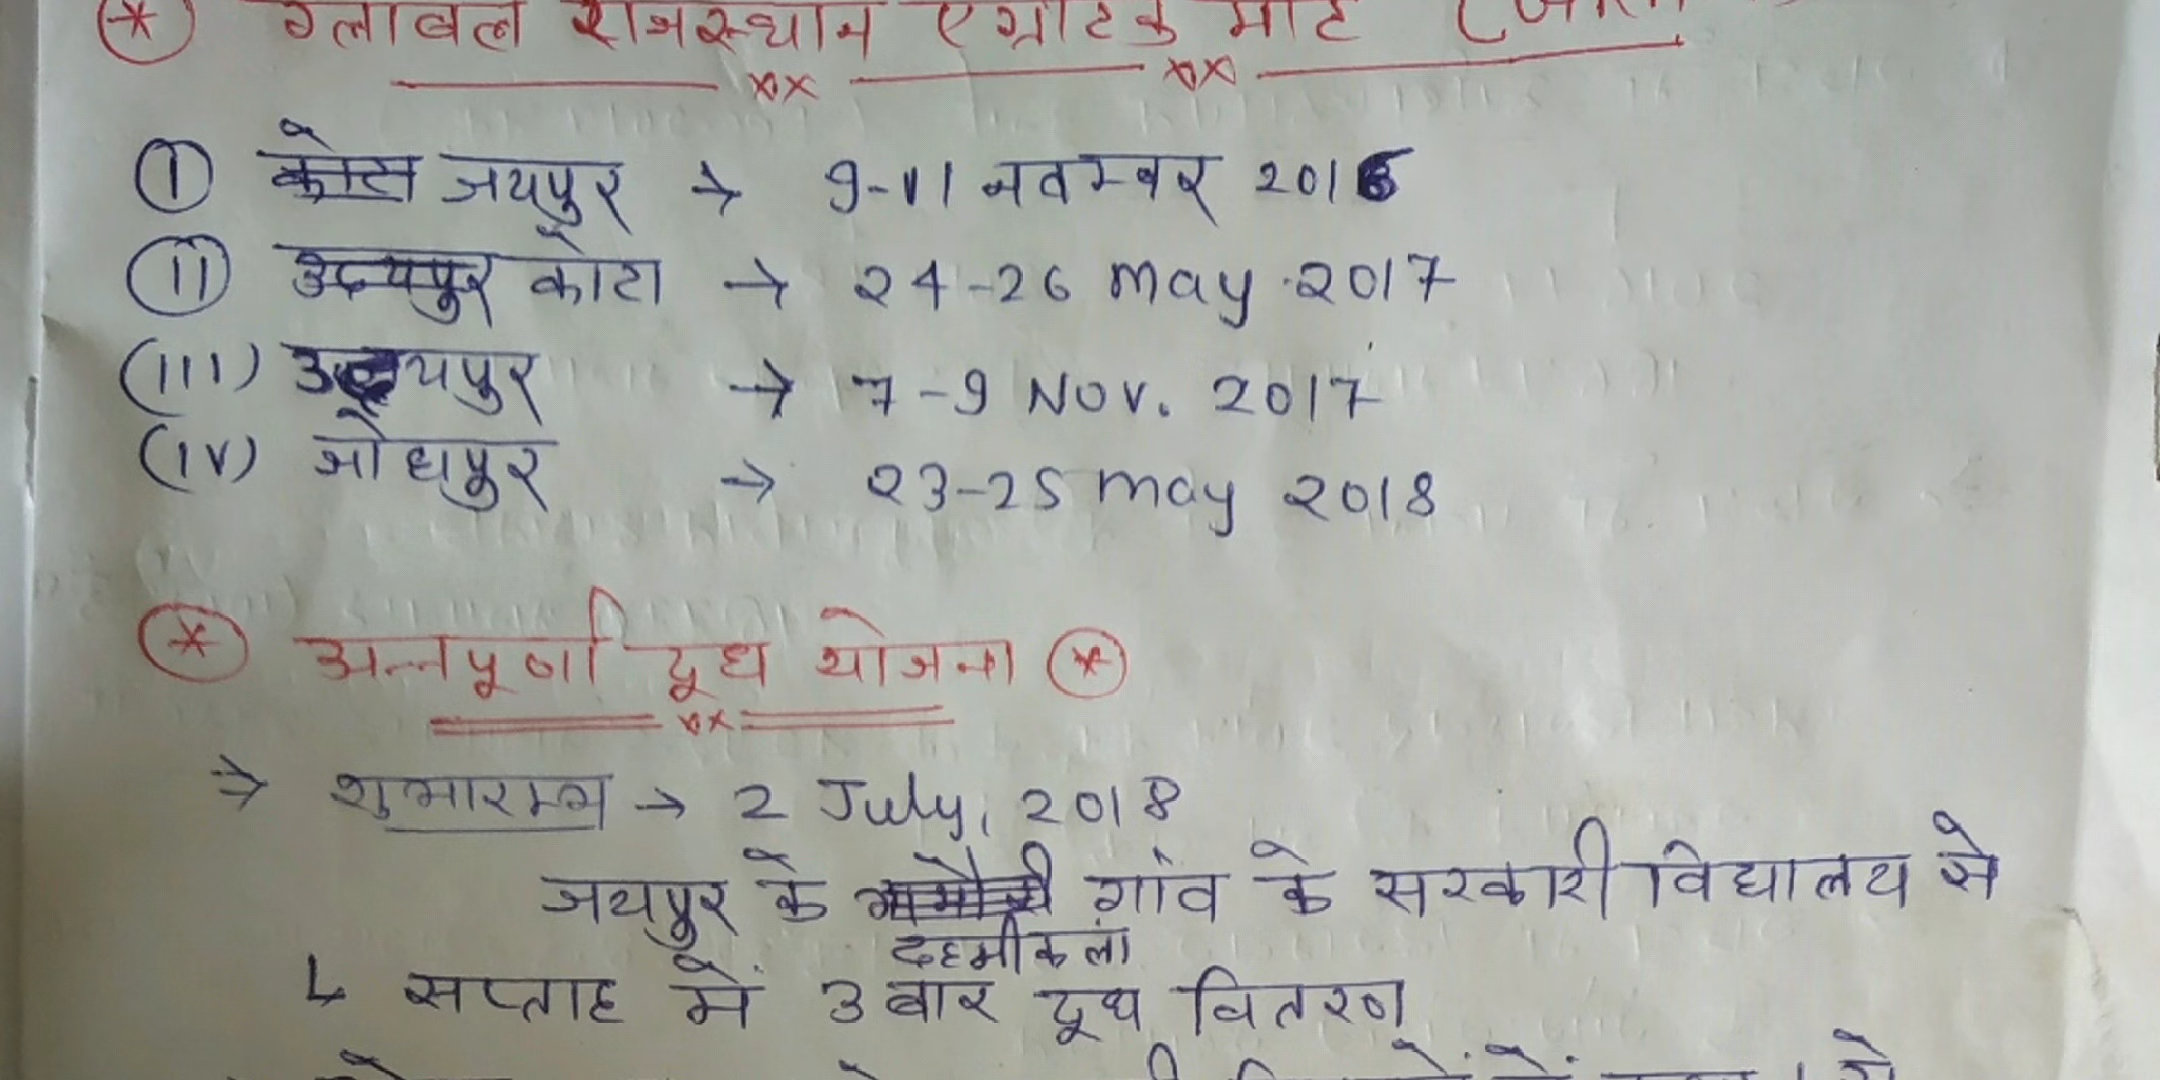 * ग्लोबल राजस्थान एग्रोटेक मीट
(I) कोटा जयपुर → 9-11 नवम्बर 2016
(II) उदयपुर कोटा → 24-26 May 2017
(III) उदयपुर → 7-9 Nov. 2017
(IV) जोधपुर → 23-25 May 2018
* अन्नपूर्णा दूध योजना *
⇒ शुभारम्भ → 2 July, 2018
जयपुर के गांव के सरकारी विद्यालय से
दहमीकलां
↳ सप्ताह में 3 बार दूध वितरण